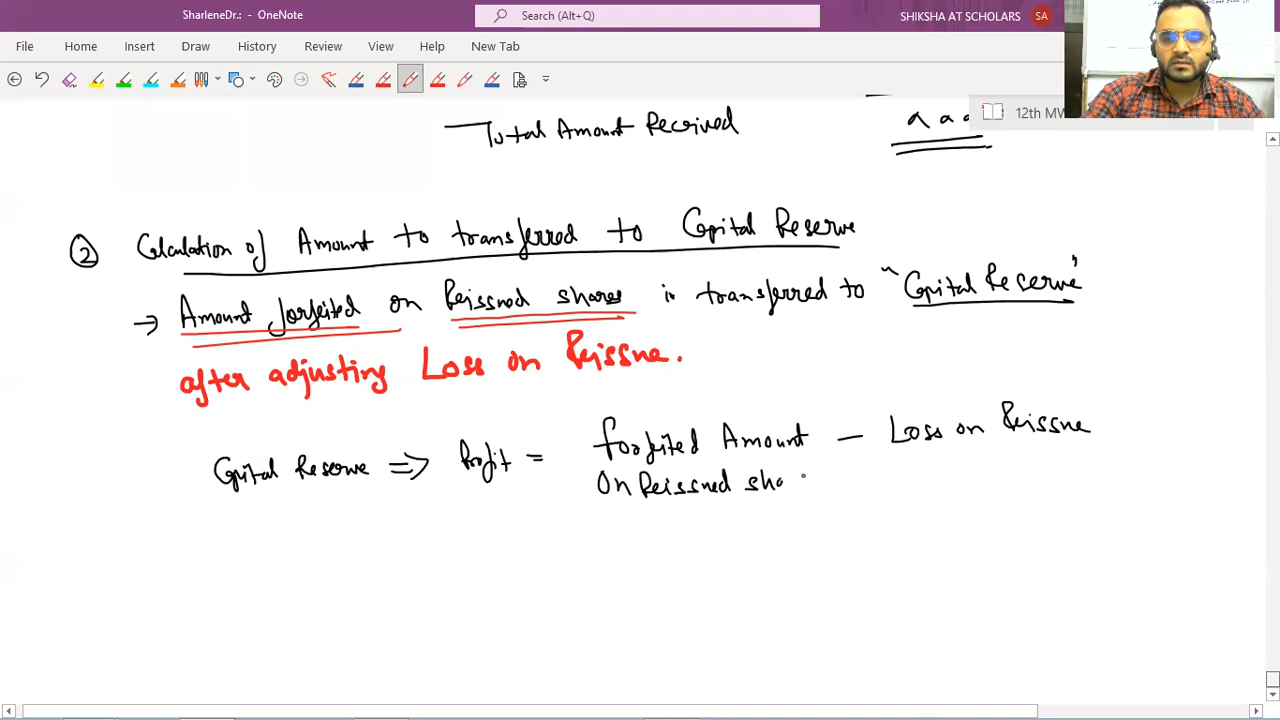 SharleneDr.: - OneNote
Search (Alt+Q)
SHIKSHA AT SCHOLARS SA
File Home Insert Draw History Review View Help New Tab
12th MW
Total Amount Received
a a a
② Calculation of Amount to transferred to Capital Reserve
→ Amount forfeited on Reissued shares is transferred to "Capital Reserve"
after adjusting Loss on Reissue.
Capital Reserve ⇒ Profit = forfeited Amount — Loss on Reissue
On Reissued sha